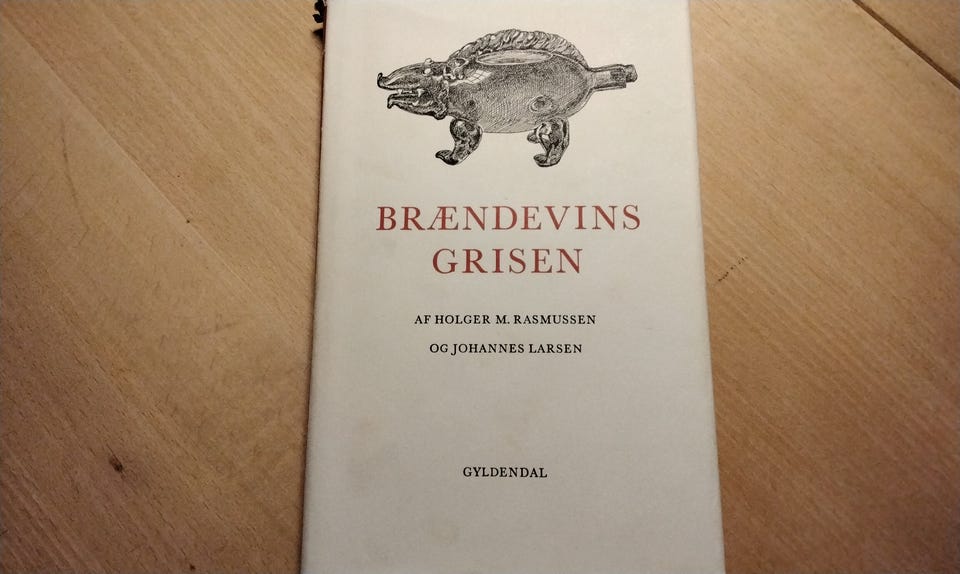 BRÆNDEVINS
GRISEN
AF HOLGER M. RASMUSSEN
OG JOHANNES LARSEN
GYLDENDAL